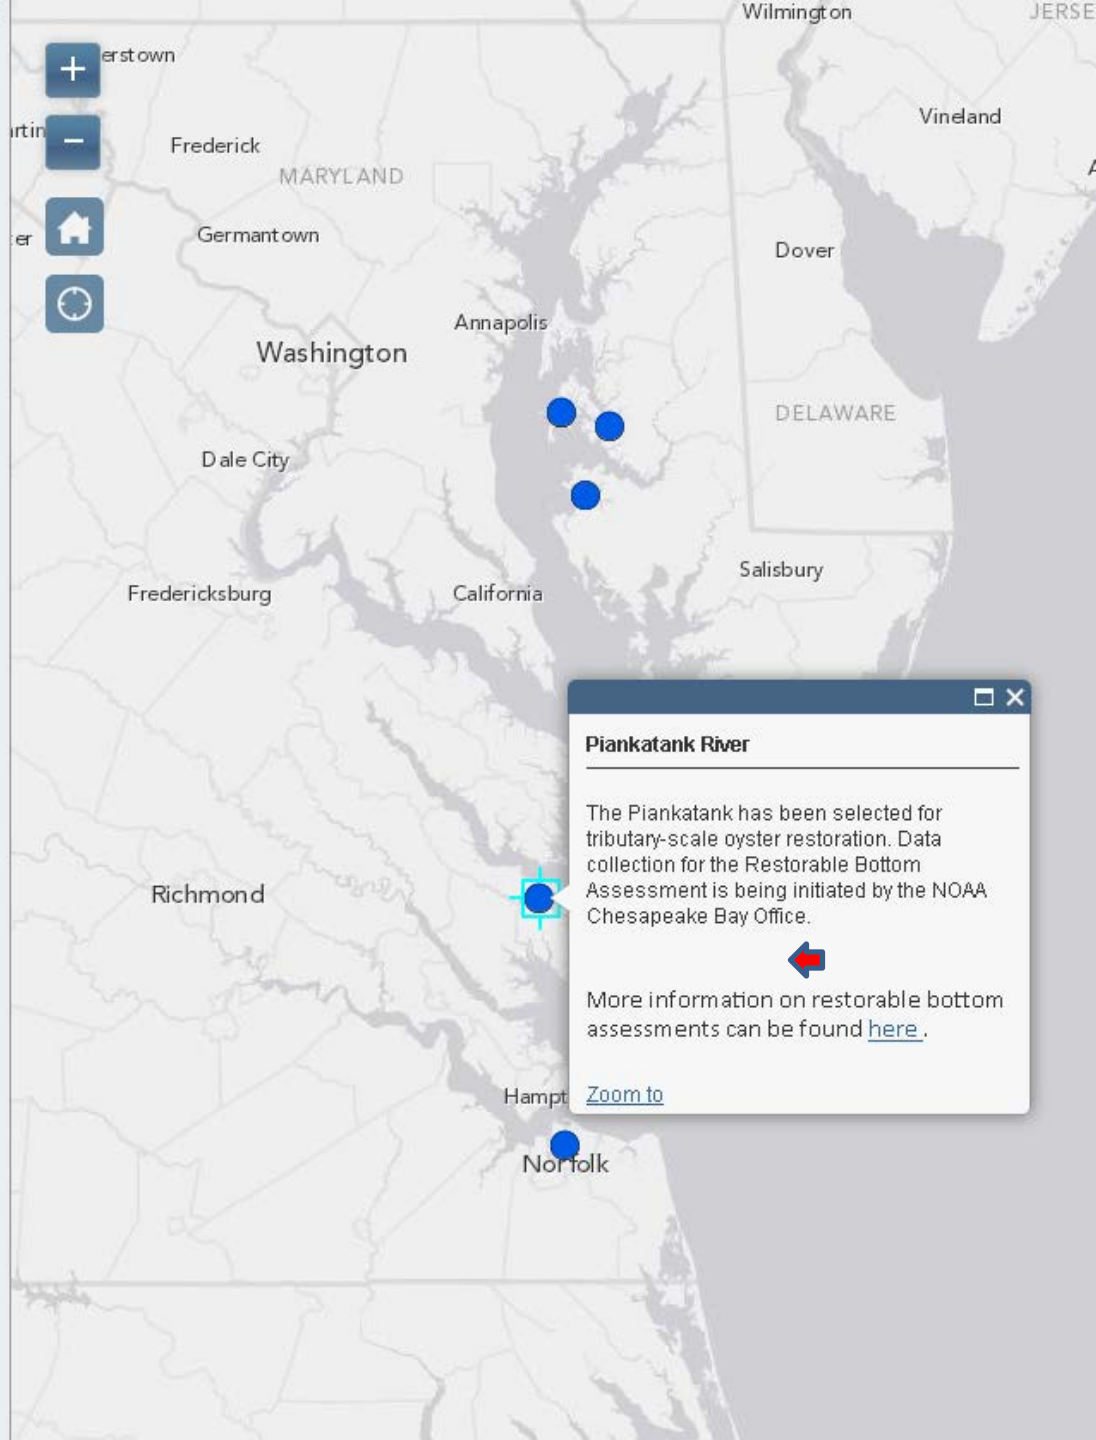 Wilmington
JERSE
erstown
Vineland
rtin
Frederick
MARYLAND
A
er
Germantown
Dover
Annapolis
Washington
DELAWARE
Dale City
Salisbury
Fredericksburg
California
Piankatank River
The Piankatank has been selected for
tributary-scale oyster restoration. Data
collection for the Restorable Bottom
Assessment is being initiated by the NOAA
Chesapeake Bay Office.
Richmond
More information on restorable bottom
assessments can be found here .
Zoom to
Hampt
Norfolk